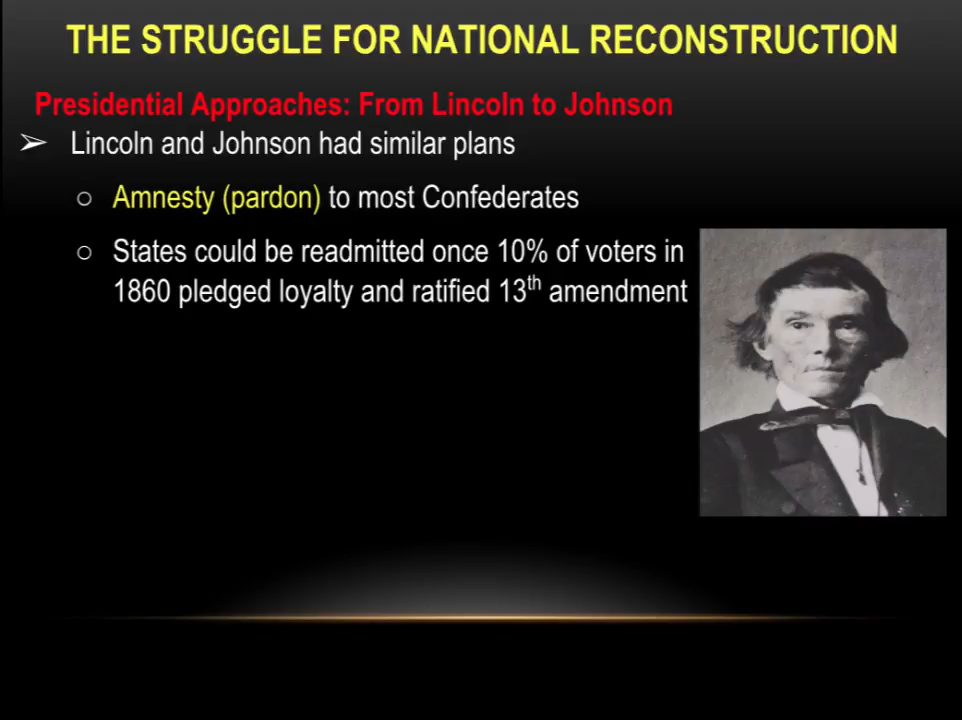 THE STRUGGLE FOR NATIONAL RECONSTRUCTION
Presidential Approaches: From Lincoln to Johnson
➢ Lincoln and Johnson had similar plans
○ Amnesty (pardon) to most Confederates
○ States could be readmitted once 10% of voters in
1860 pledged loyalty and ratified 13th amendment